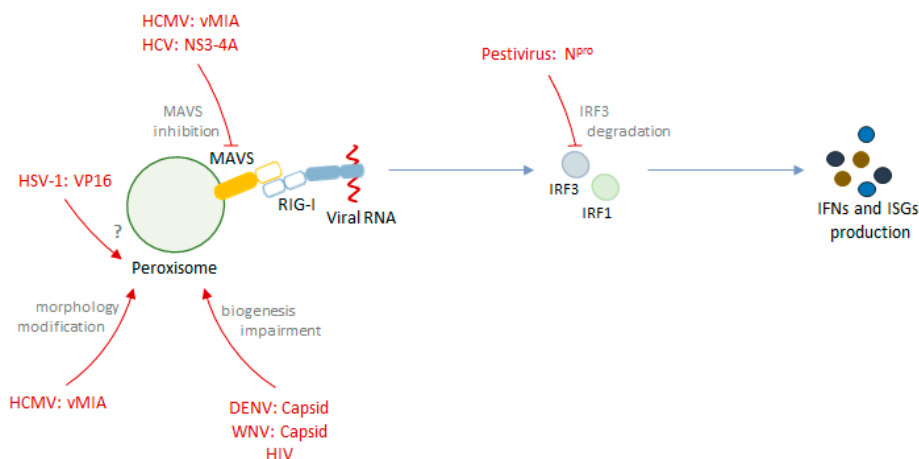 HCMV: vMIA
HCV: NS3-4A
Pestivirus: Nᵖʳᵒ
MAVS
inhibition
IRF3
degradation
MAVS
HSV-1: VP16
RIG-I
Viral RNA
IRF3
IRF1
IFNs and ISGs
production
?
Peroxisome
morphology
modification
biogenesis
impairment
HCMV: vMIA
DENV: Capsid
WNV: Capsid
HIV